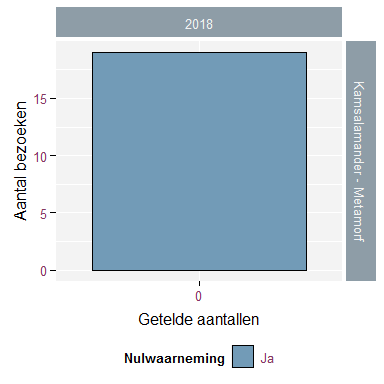 2018
Kamsalamander - Metamorf
Aantal bezoeken
15
10
5
0
0
Getelde aantallen
Nulwaarneming Ja